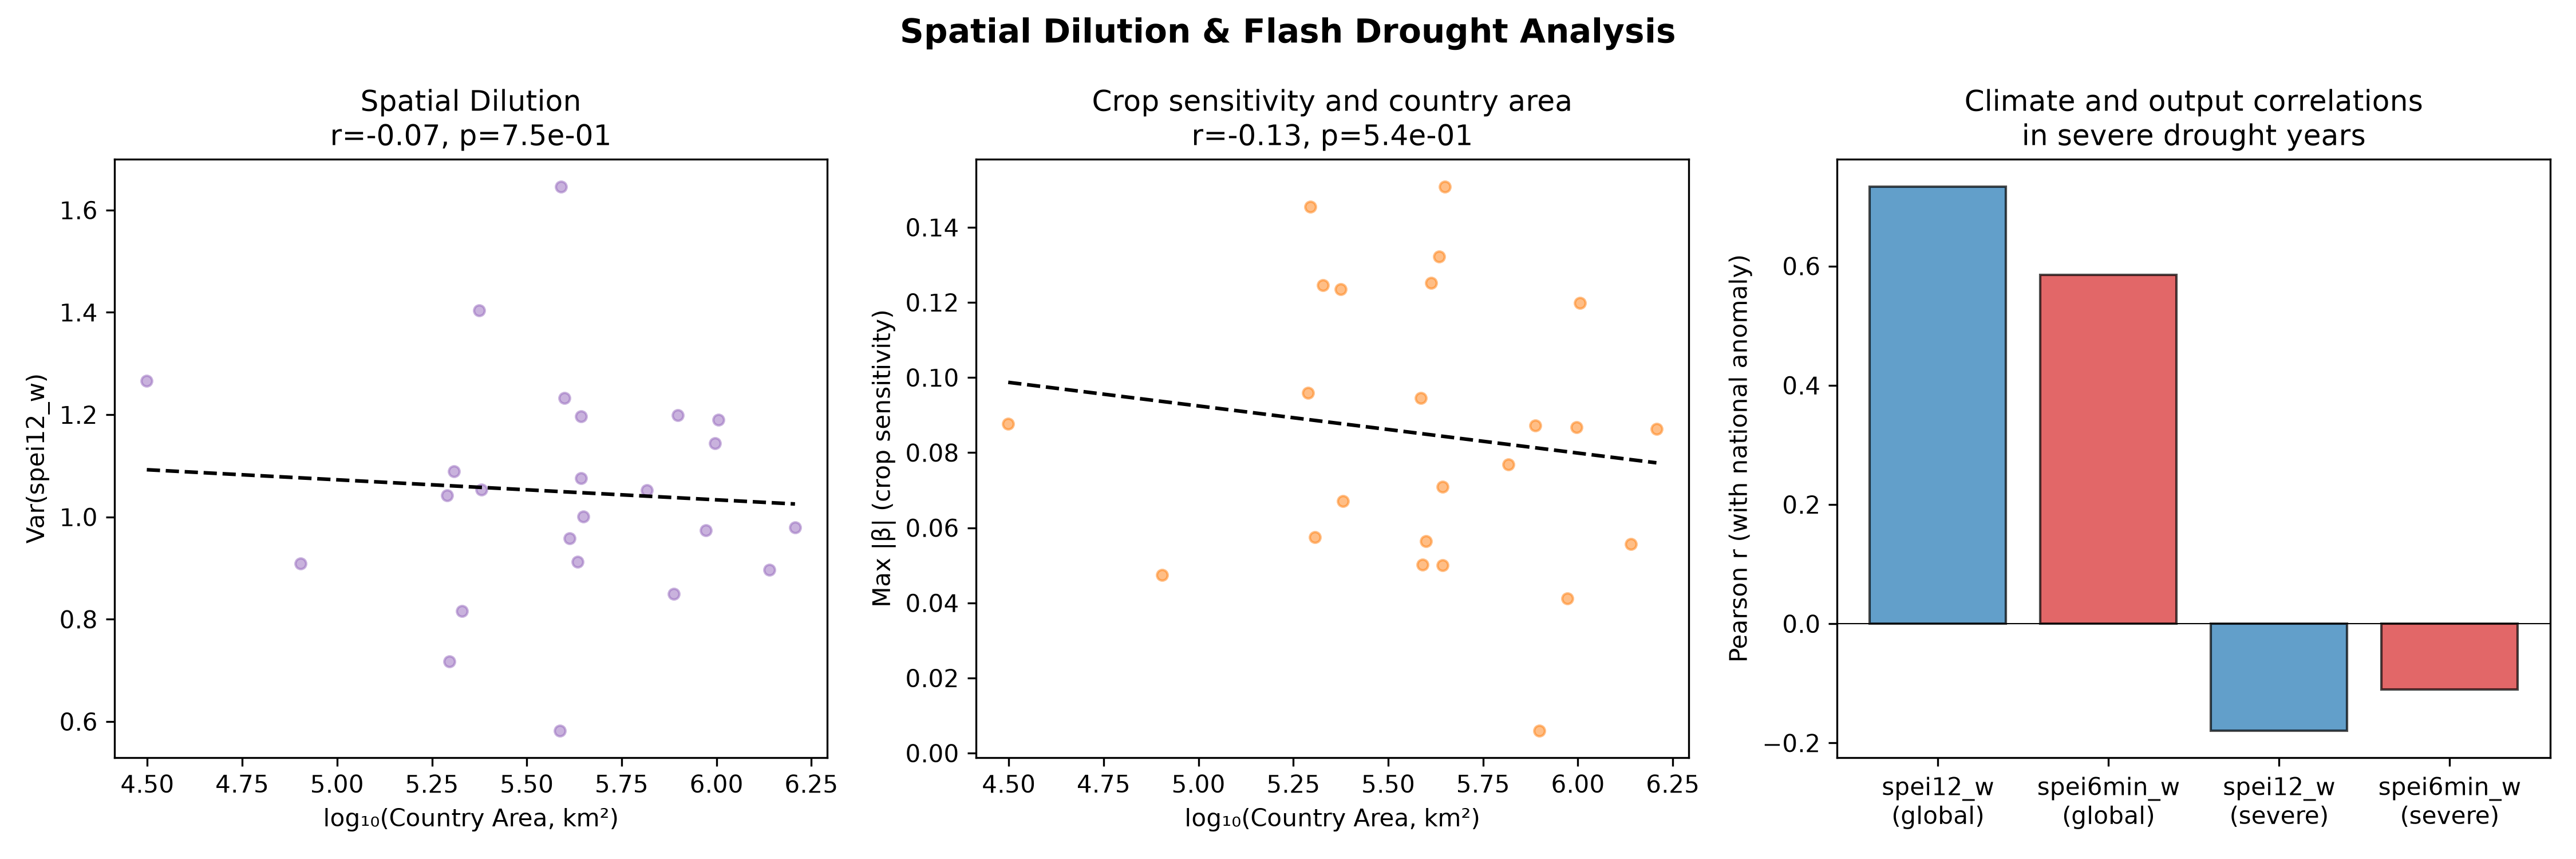 Spatial Dilution & Flash Drought Analysis
Spatial Dilution
r=-0.07, p=7.5e-01
Var(spei12_w)
1.6
1.4
1.2
1.0
0.8
0.6
4.50 4.75 5.00 5.25 5.50 5.75 6.00 6.25
log₁₀(Country Area, km²)
Crop sensitivity and country area
r=-0.13, p=5.4e-01
Max |β| (crop sensitivity)
0.14
0.12
0.10
0.08
0.06
0.04
0.02
0.00
4.50 4.75 5.00 5.25 5.50 5.75 6.00 6.25
log₁₀(Country Area, km²)
Climate and output correlations
in severe drought years
Pearson r (with national anomaly)
0.6
0.4
0.2
0.0
−0.2
spei12_w
(global)
spei6min_w
(global)
spei12_w
(severe)
spei6min_w
(severe)